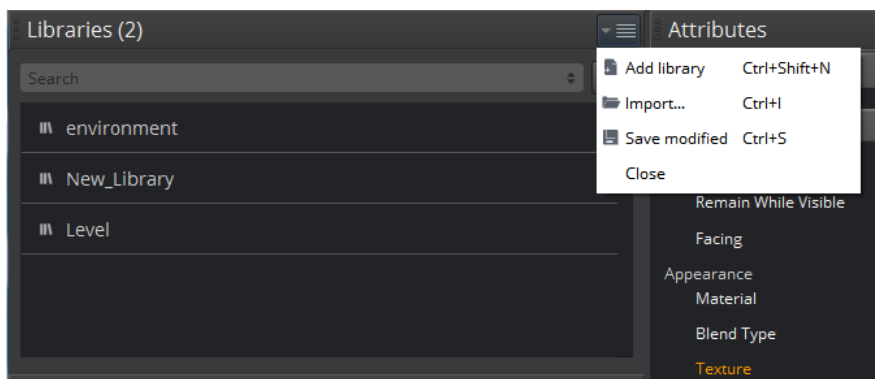 Libraries (2)
Attributes
Search
Add library Ctrl+Shift+N
Import... Ctrl+I
Save modified Ctrl+S
Close
environment
New_Library
Level
Remain While Visible
Facing
Appearance
Material
Blend Type
Texture